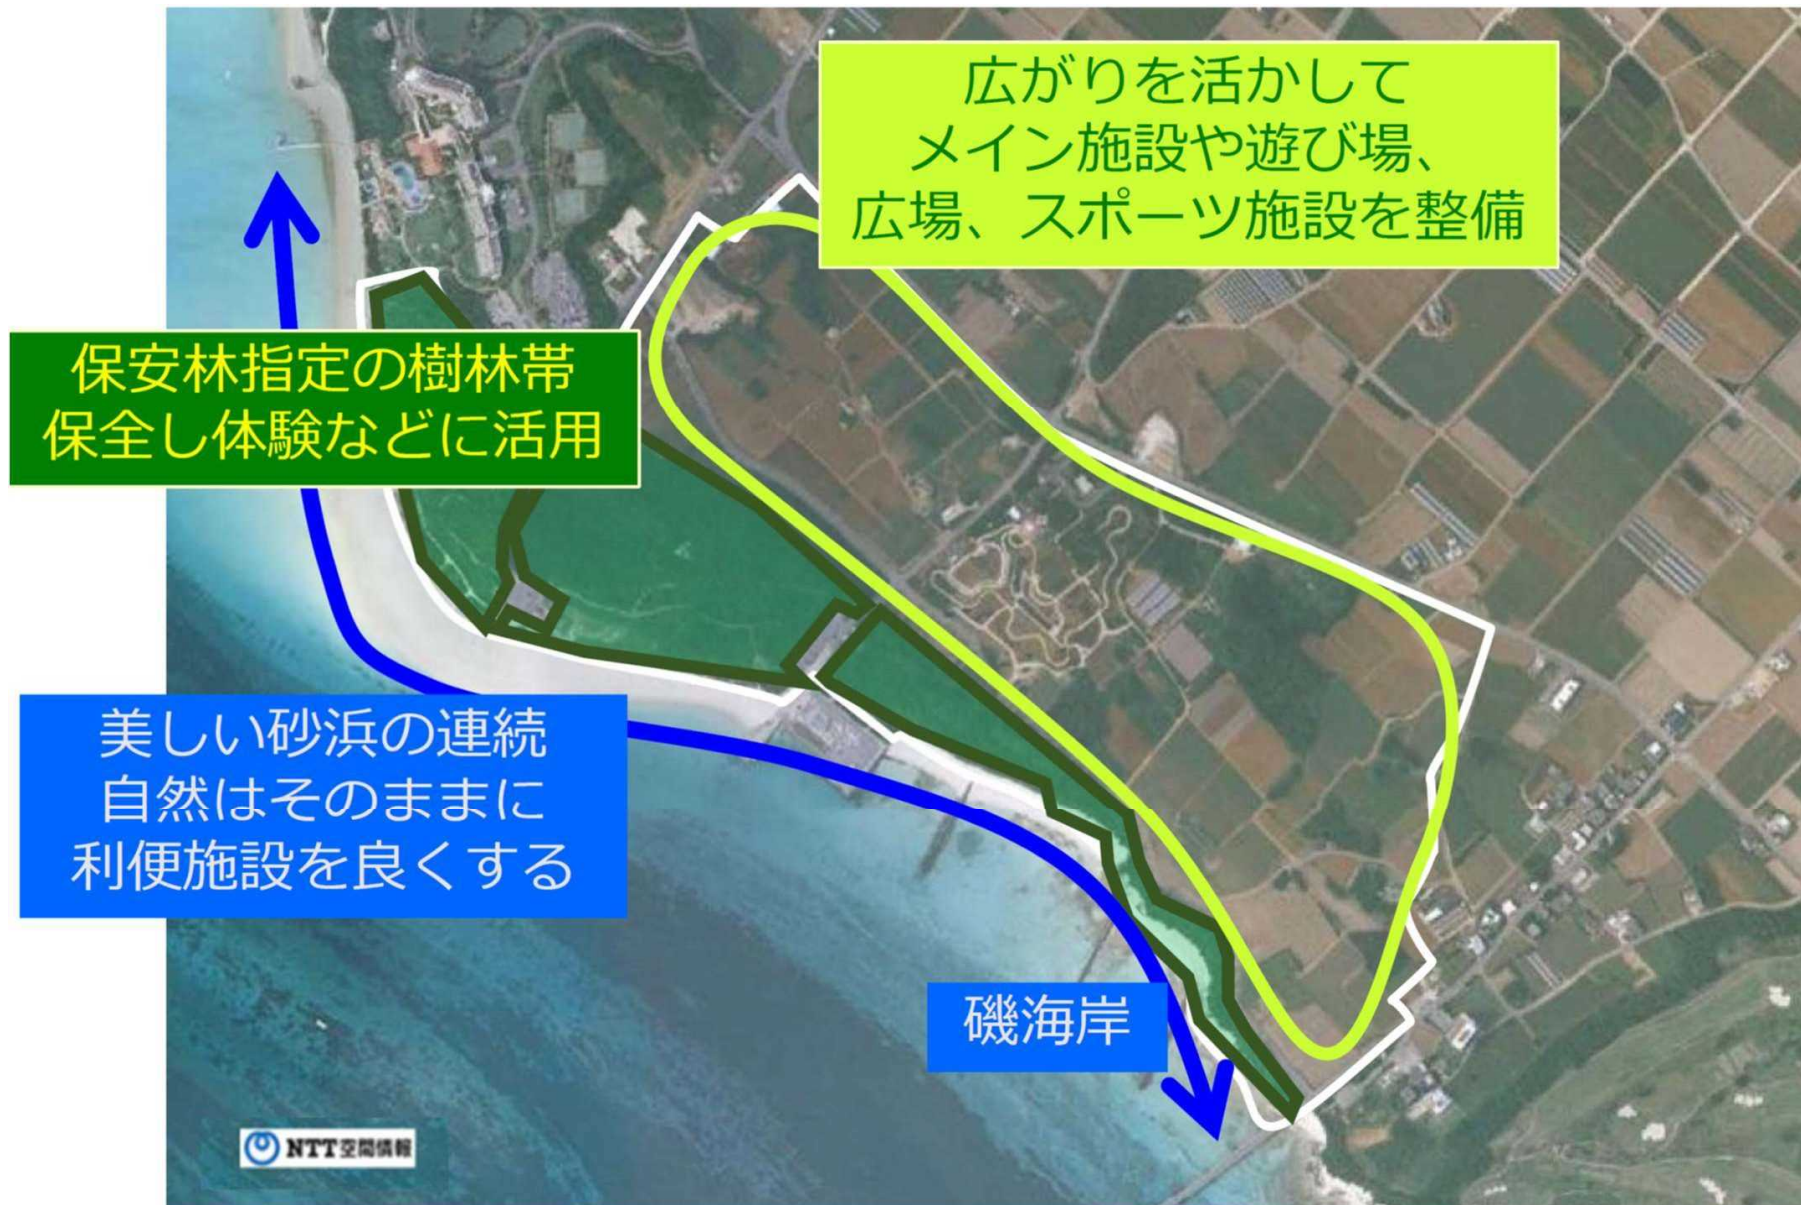 広がりを活かして
メイン施設や遊び場、
広場、スポーツ施設を整備
保安林指定の樹林帯
保全し体験などに活用
美しい砂浜の連続
自然はそのままに
利便施設を良くする
磯海岸
NTT空間情報